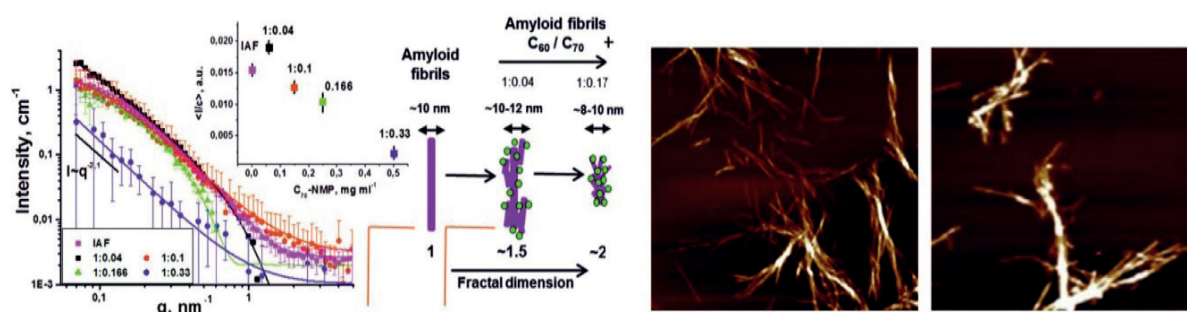 Intensity, cm⁻¹
1
0,1
0,01
1E-3
0,1
1
q, nm
I~q⁻²·¹
IAF
1:0.04
1:0.1
1:0.166
1:0.33
<I/c>, a.u.
0,020
0,015
0,010
0,005
0,0
0,1
0,2
0,3
0,4
0,5
C₇₀-NMP, mg ml⁻¹
IAF
1:0.04
1:0.1
0.166
1:0.33
Amyloid
fibrils
~10 nm
1
Amyloid fibrils
C₆₀ / C₇₀ +
1:0.04
1:0.17
~10-12 nm
~8-10 nm
~1.5
~2
Fractal dimension